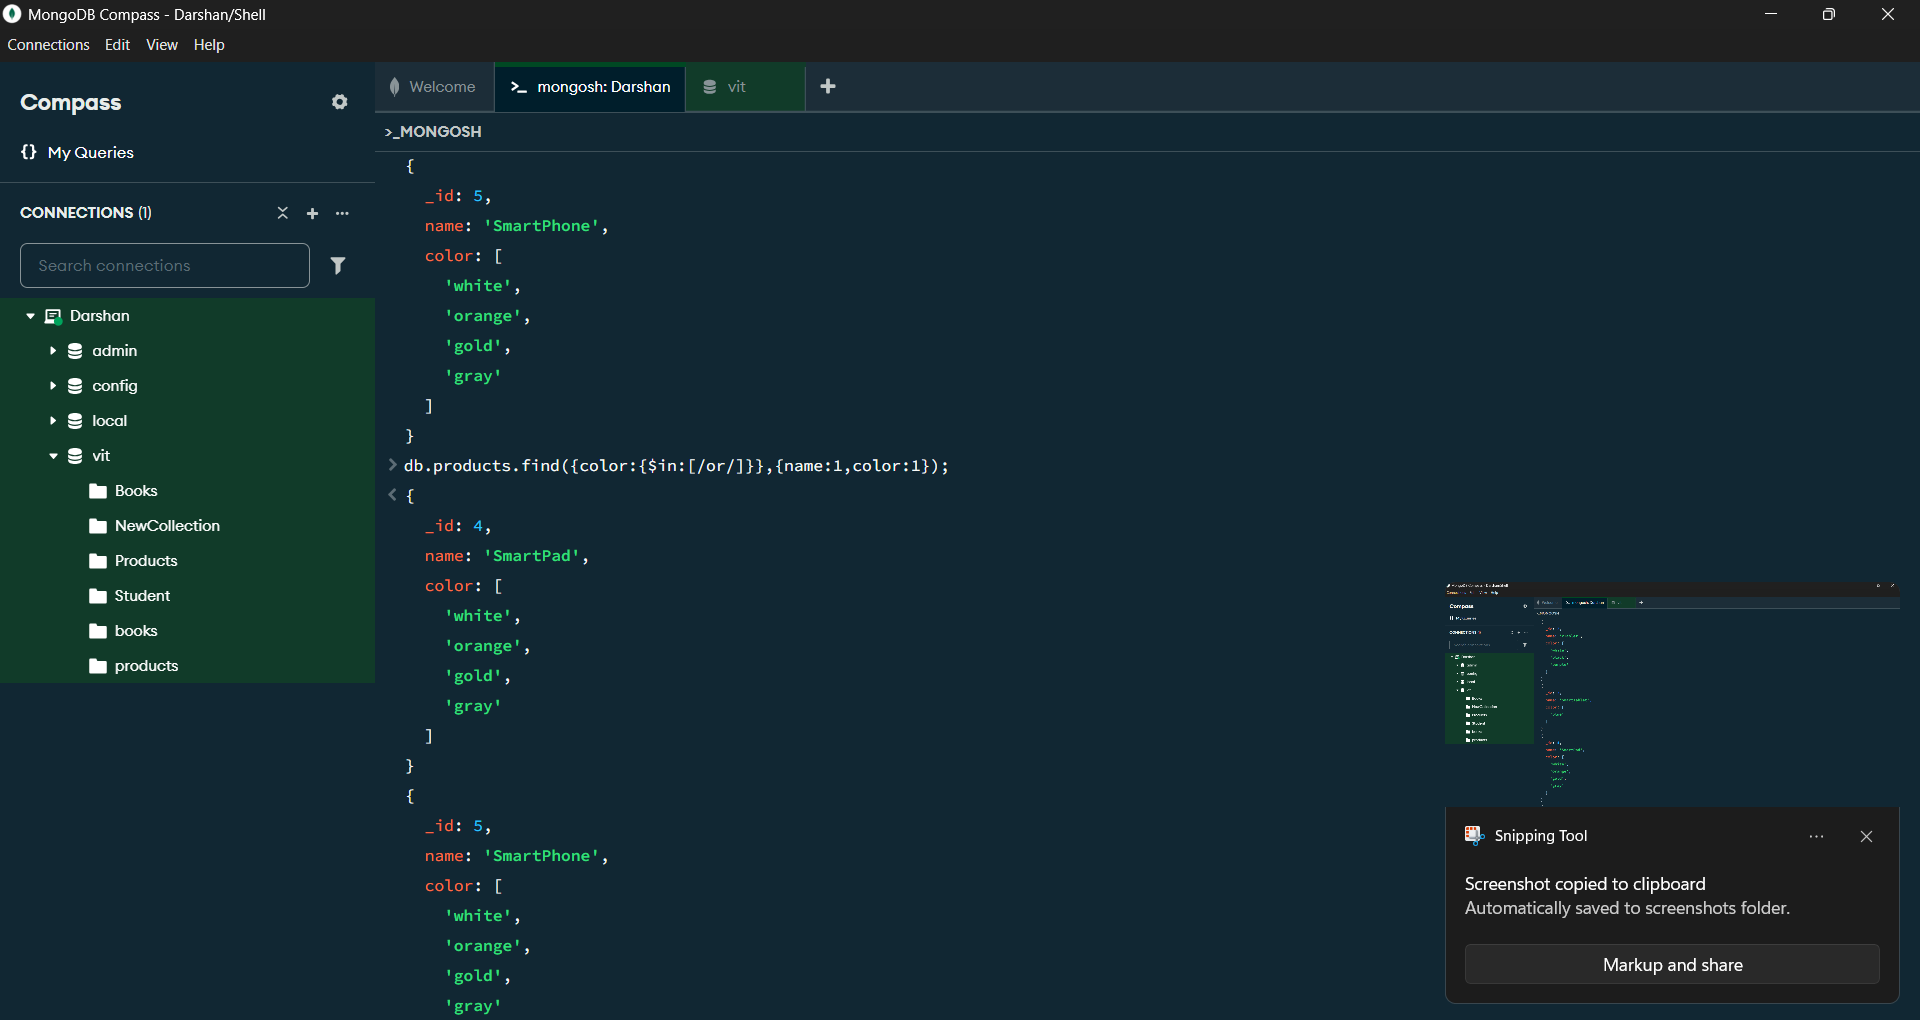 MongoDB Compass - Darshan/Shell
Connections Edit View Help
Compass
{} My Queries
CONNECTIONS (1)
Search connections
Darshan
admin
config
local
vit
Books
NewCollection
Products
Student
books
products
Welcome
>_ mongosh: Darshan
vit
>_MONGOSH
{
_id: 5,
name: 'SmartPhone',
color: [
'white',
'orange',
'gold',
'gray'
]
}
> db.products.find({color:{$in:[/or/]}},{name:1,color:1});
< {
_id: 4,
name: 'SmartPad',
color: [
'white',
'orange',
'gold',
'gray'
]
}
{
_id: 5,
name: 'SmartPhone',
color: [
'white',
'orange',
'gold',
'gray'
Snipping Tool
Screenshot copied to clipboard
Automatically saved to screenshots folder.
Markup and share